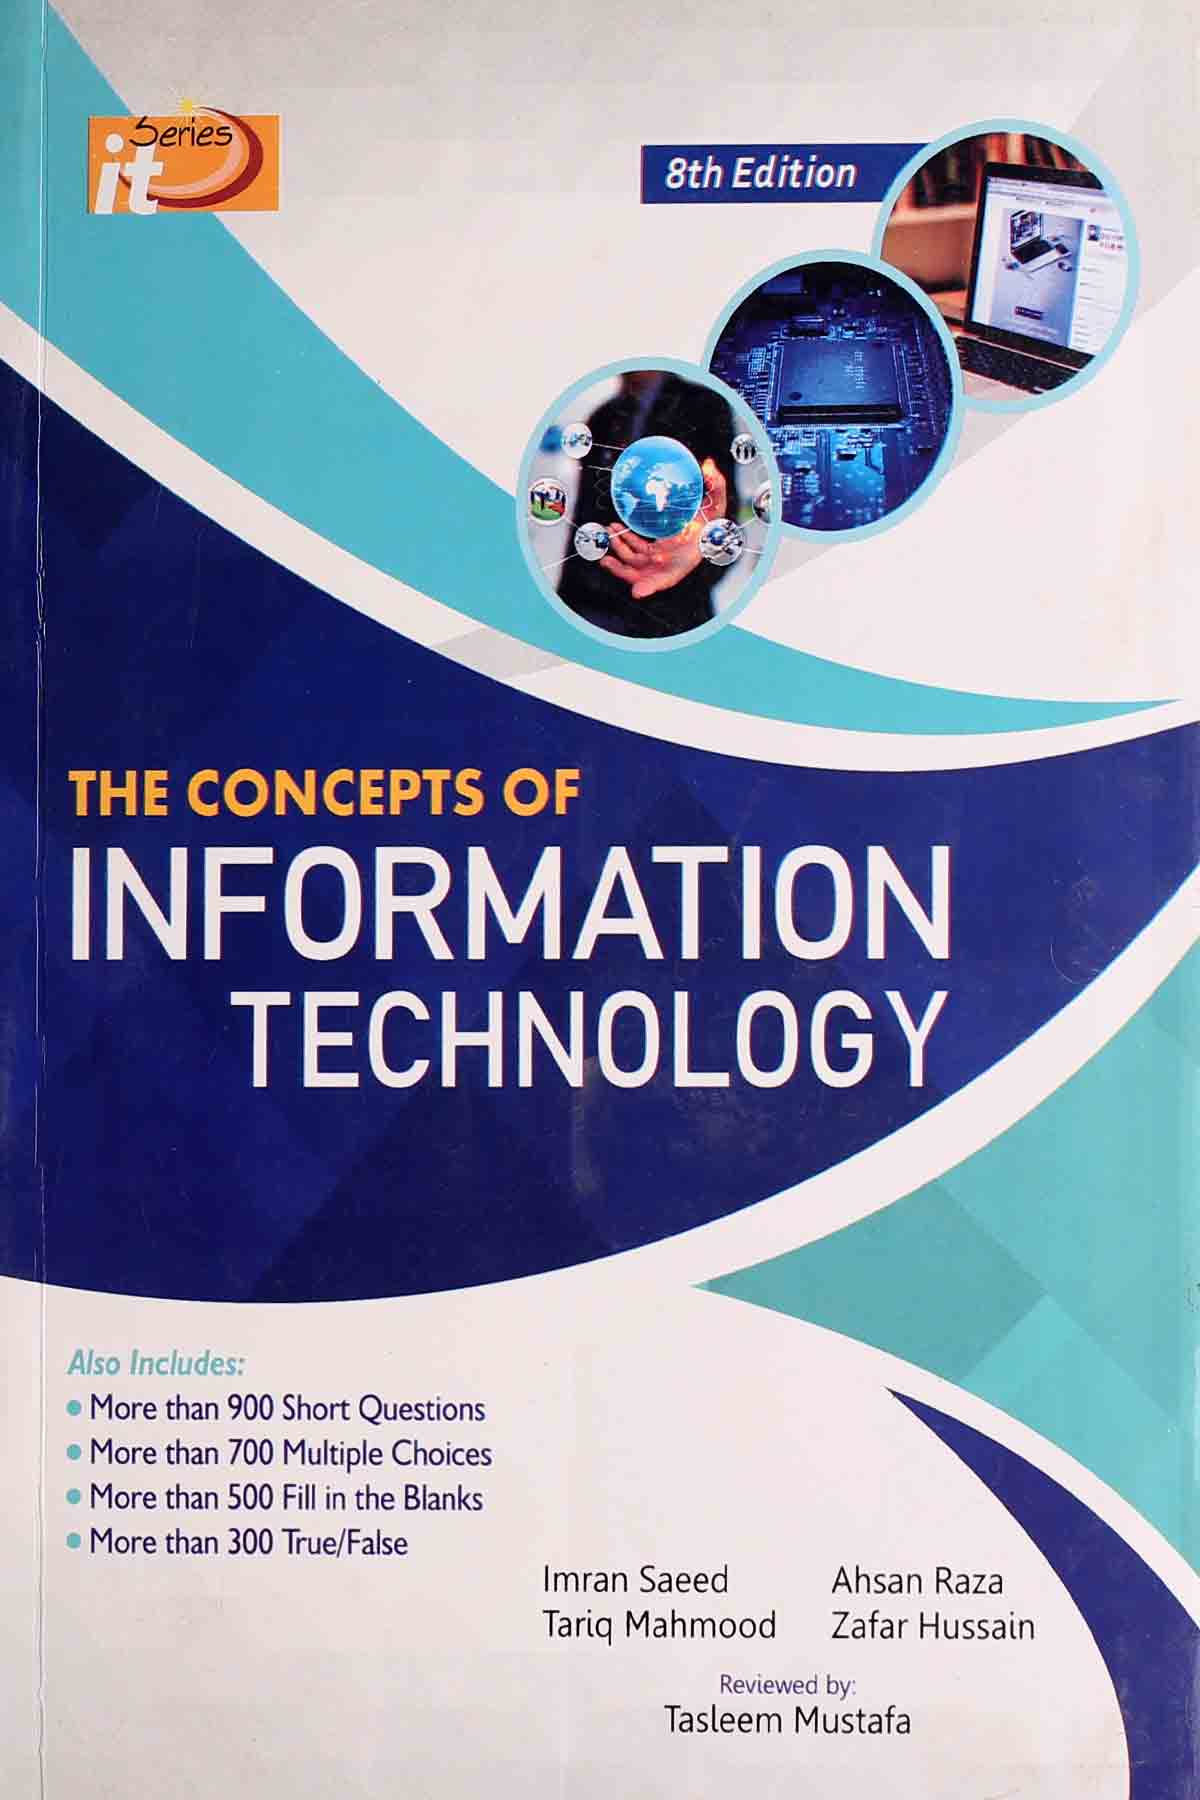 it Series
8th Edition
THE CONCEPTS OF
INFORMATION
TECHNOLOGY
Also Includes:
• More than 900 Short Questions
• More than 700 Multiple Choices
• More than 500 Fill in the Blanks
• More than 300 True/False
Imran Saeed Ahsan Raza
Tariq Mahmood Zafar Hussain
Reviewed by:
Tasleem Mustafa